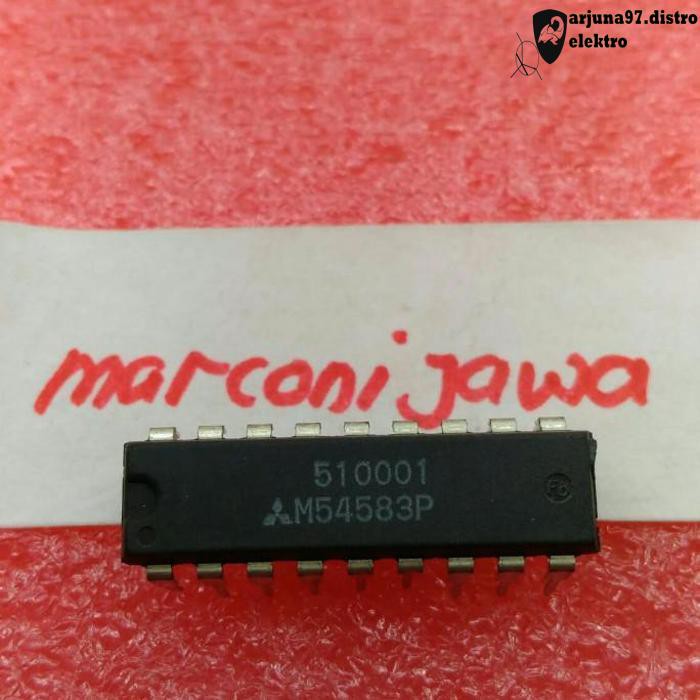 arjuna97.distro
elektro
marconi jawa
510001
M54583P